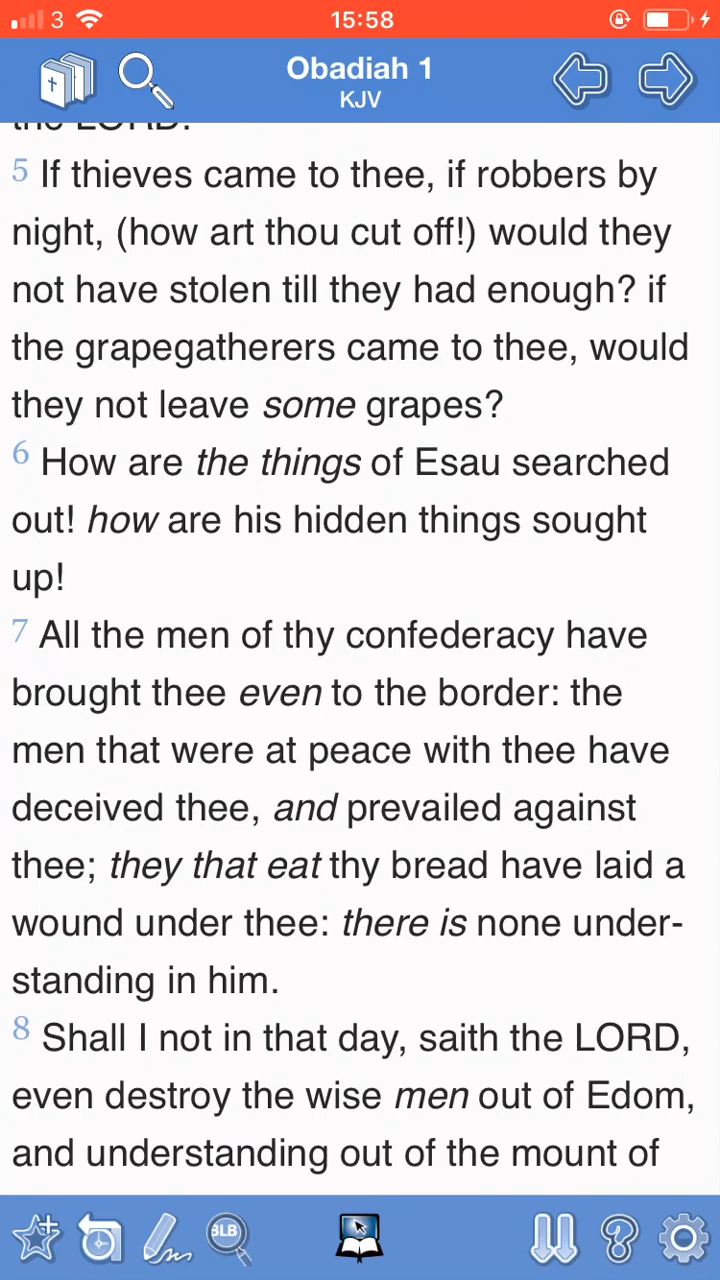 3 15:58
Obadiah 1
KJV
the LORD.
5 If thieves came to thee, if robbers by
night, (how art thou cut off!) would they
not have stolen till they had enough? if
the grapegatherers came to thee, would
they not leave some grapes?
6 How are the things of Esau searched
out! how are his hidden things sought
up!
7 All the men of thy confederacy have
brought thee even to the border: the
men that were at peace with thee have
deceived thee, and prevailed against
thee; they that eat thy bread have laid a
wound under thee: there is none under-
standing in him.
8 Shall I not in that day, saith the LORD,
even destroy the wise men out of Edom,
and understanding out of the mount of
BLB